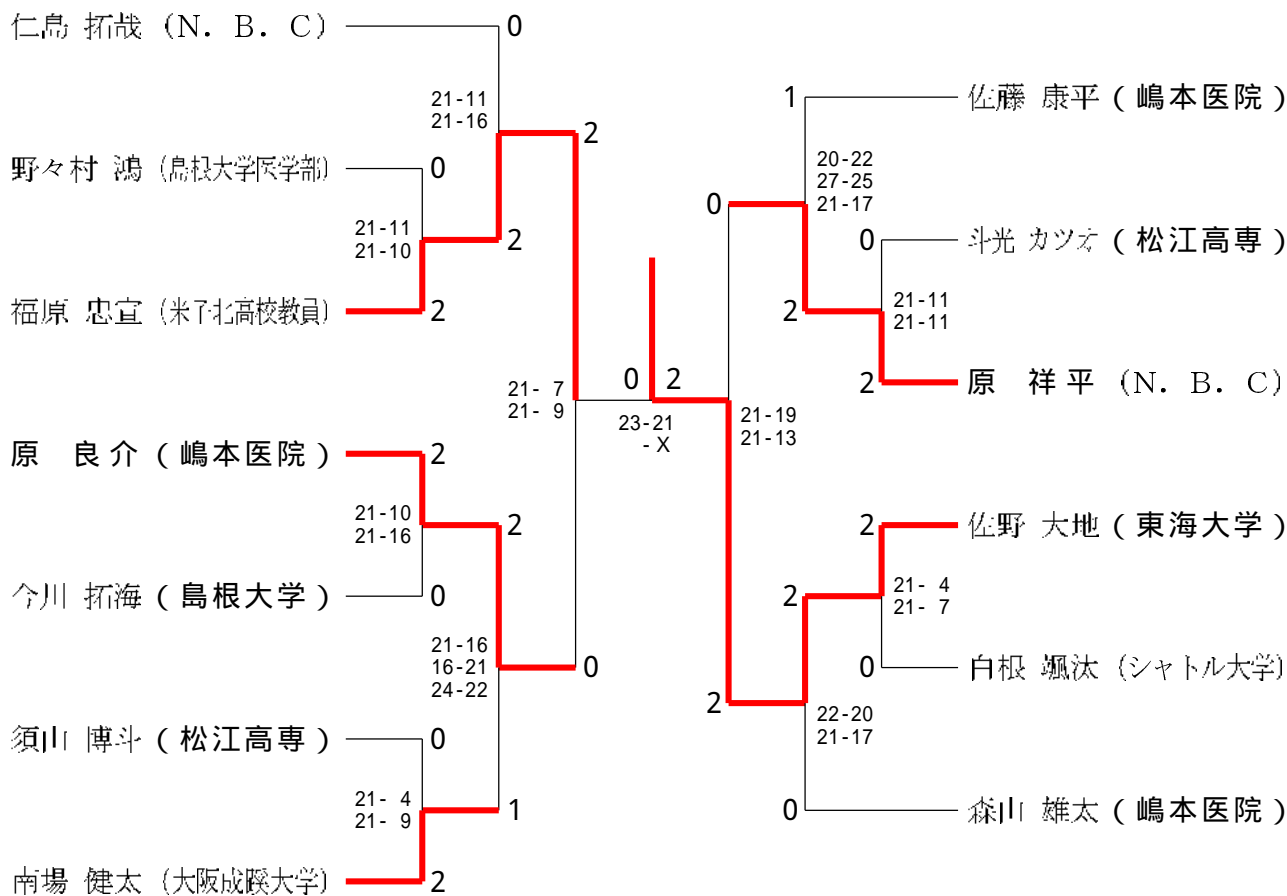 仁島 拓哉 (N. B. C) 0
21-11
21-16
2
野々村 鴻 (島根大学医学部) 0
21-11
21-10
2
福原 忠宣 (米子北高校教員) 2
21- 7
21- 9
原 良介 (嶋本医院) 2
21-10
21-16
2
今川 拓海 (島根大学) 0
21-16
16-21
24-22
0
須山 博斗 (松江高専) 0
21- 4
21- 9
1
南場 健太 (大阪成蹊大学) 2
0 2
23-21
- X
1 佐藤 康平 (嶋本医院)
20-22
27-25
21-17
0
0 斗光 カツオ (松江高専)
21-11
21-11
2
2 原 祥平 (N. B. C)
21-19
21-13
2 佐野 大地 (東海大学)
21- 4
21- 7
2
0 白根 颯汰 (シャトル大学)
2
22-20
21-17
0 森山 雄太 (嶋本医院)